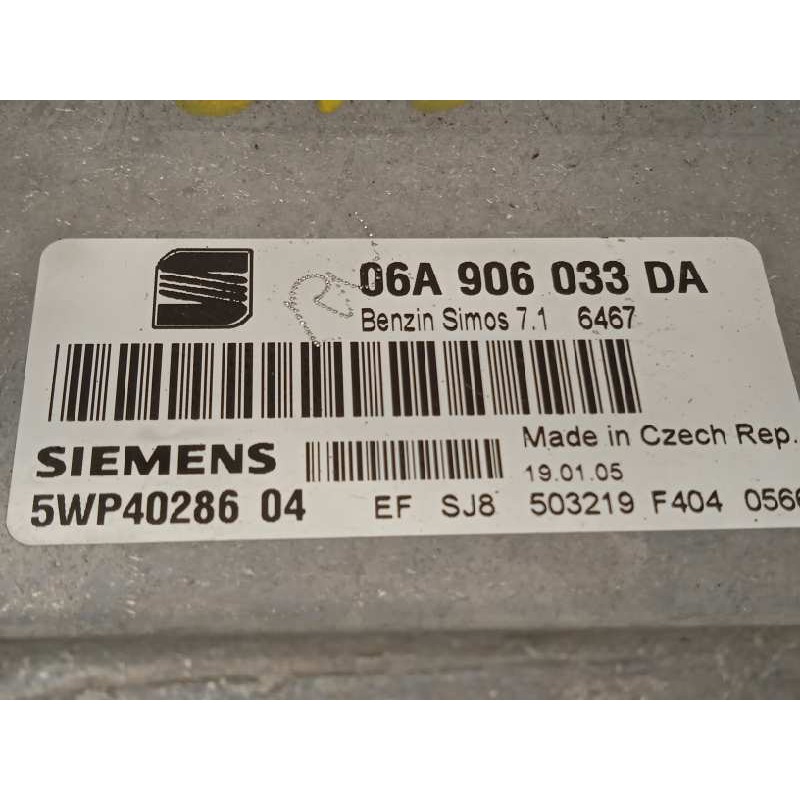 06A 906 033 DA
Benzin Simos 7.1 6467
SIEMENS
Made in Czech Rep.
19.01.05
5WP40286 04
EF SJ8 503219 F404